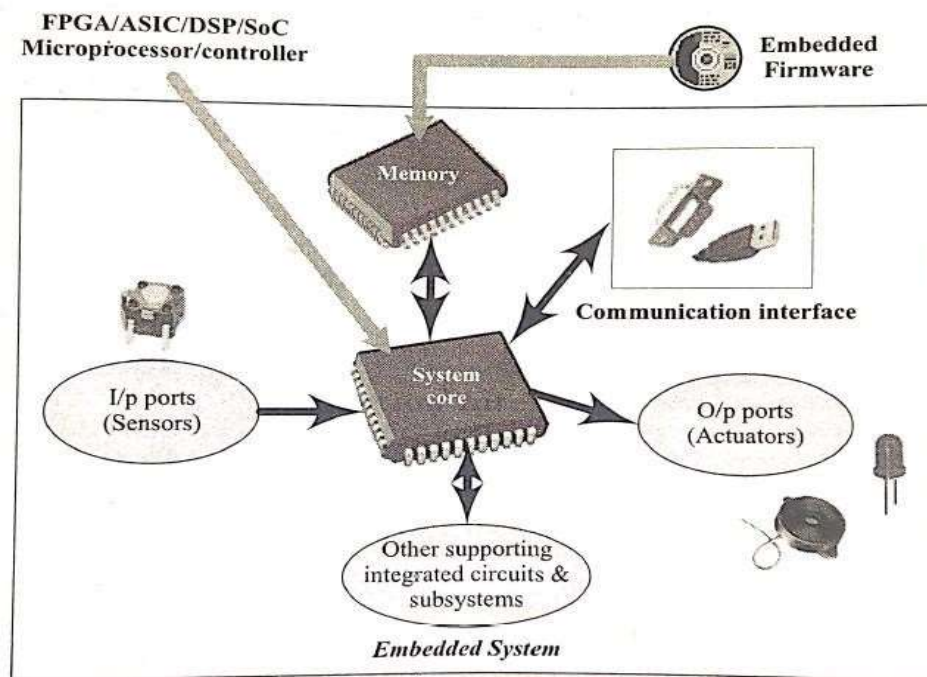 FPGA/ASIC/DSP/SoC
Microprocessor/controller
Embedded
Firmware
Memory
Communication interface
System
core
I/p ports
(Sensors)
O/p ports
(Actuators)
Other supporting
integrated circuits &
subsystems
Embedded System